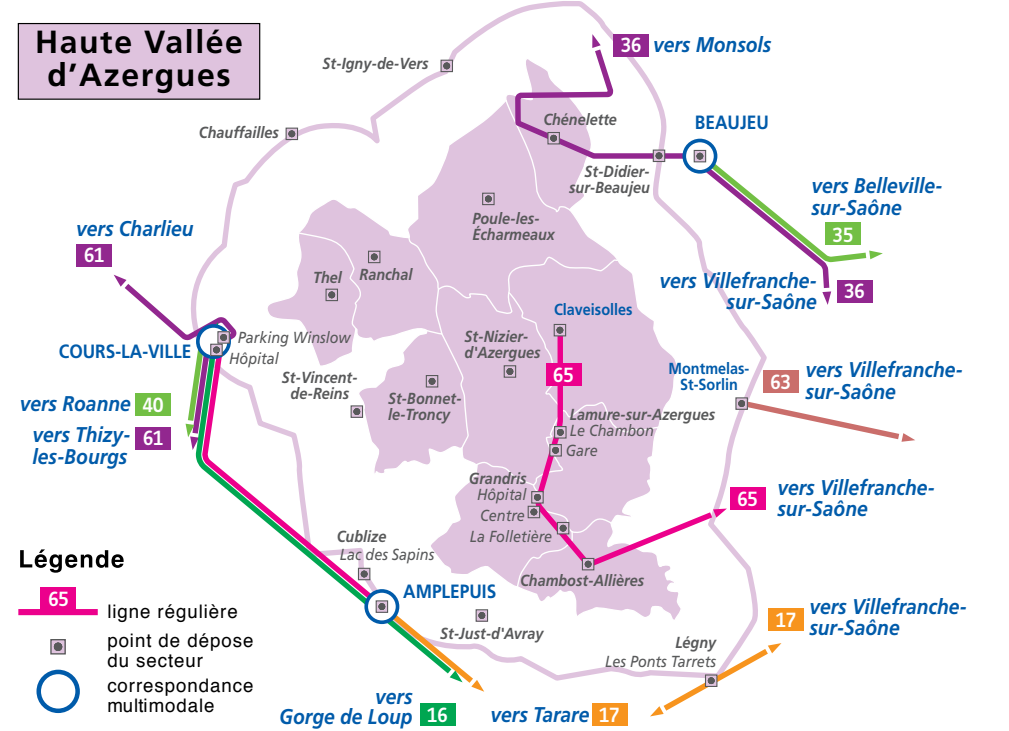 Haute Vallée
d'Azergues
St-Igny-de-Vers
36 vers Monsols
Chauffailles
Chénelette
BEAUJEU
St-Didier-
sur-Beaujeu
vers Belleville-
sur-Saône
35
Poule-les-
Écharmeaux
vers Charlieu
61
Thel
Ranchal
vers Villefranche-
sur-Saône
36
Claveisolles
Parking Winslow
COURS-LA-VILLE
Hôpital
St-Nizier-
d'Azergues
65
St-Vincent-
de-Reins
St-Bonnet-
le-Troncy
Montmelas-
St-Sorlin
63
vers Villefranche-
sur-Saône
vers Roanne 40
vers Thizy-
les-Bourgs
61
Lamure-sur-Azergues
Le Chambon
Gare
Grandris
Hôpital
Centre
La Folletière
65
vers Villefranche-
sur-Saône
Cublize
Lac des Sapins
Chambost-Allières
AMPLEPUIS
St-Just-d'Avray
17
vers Villefranche-
sur-Saône
Légny
Les Ponts Tarrets
vers
Gorge de Loup 16
vers Tarare 17
Légende
65
ligne régulière
point de dépose
du secteur
correspondance
multimodale